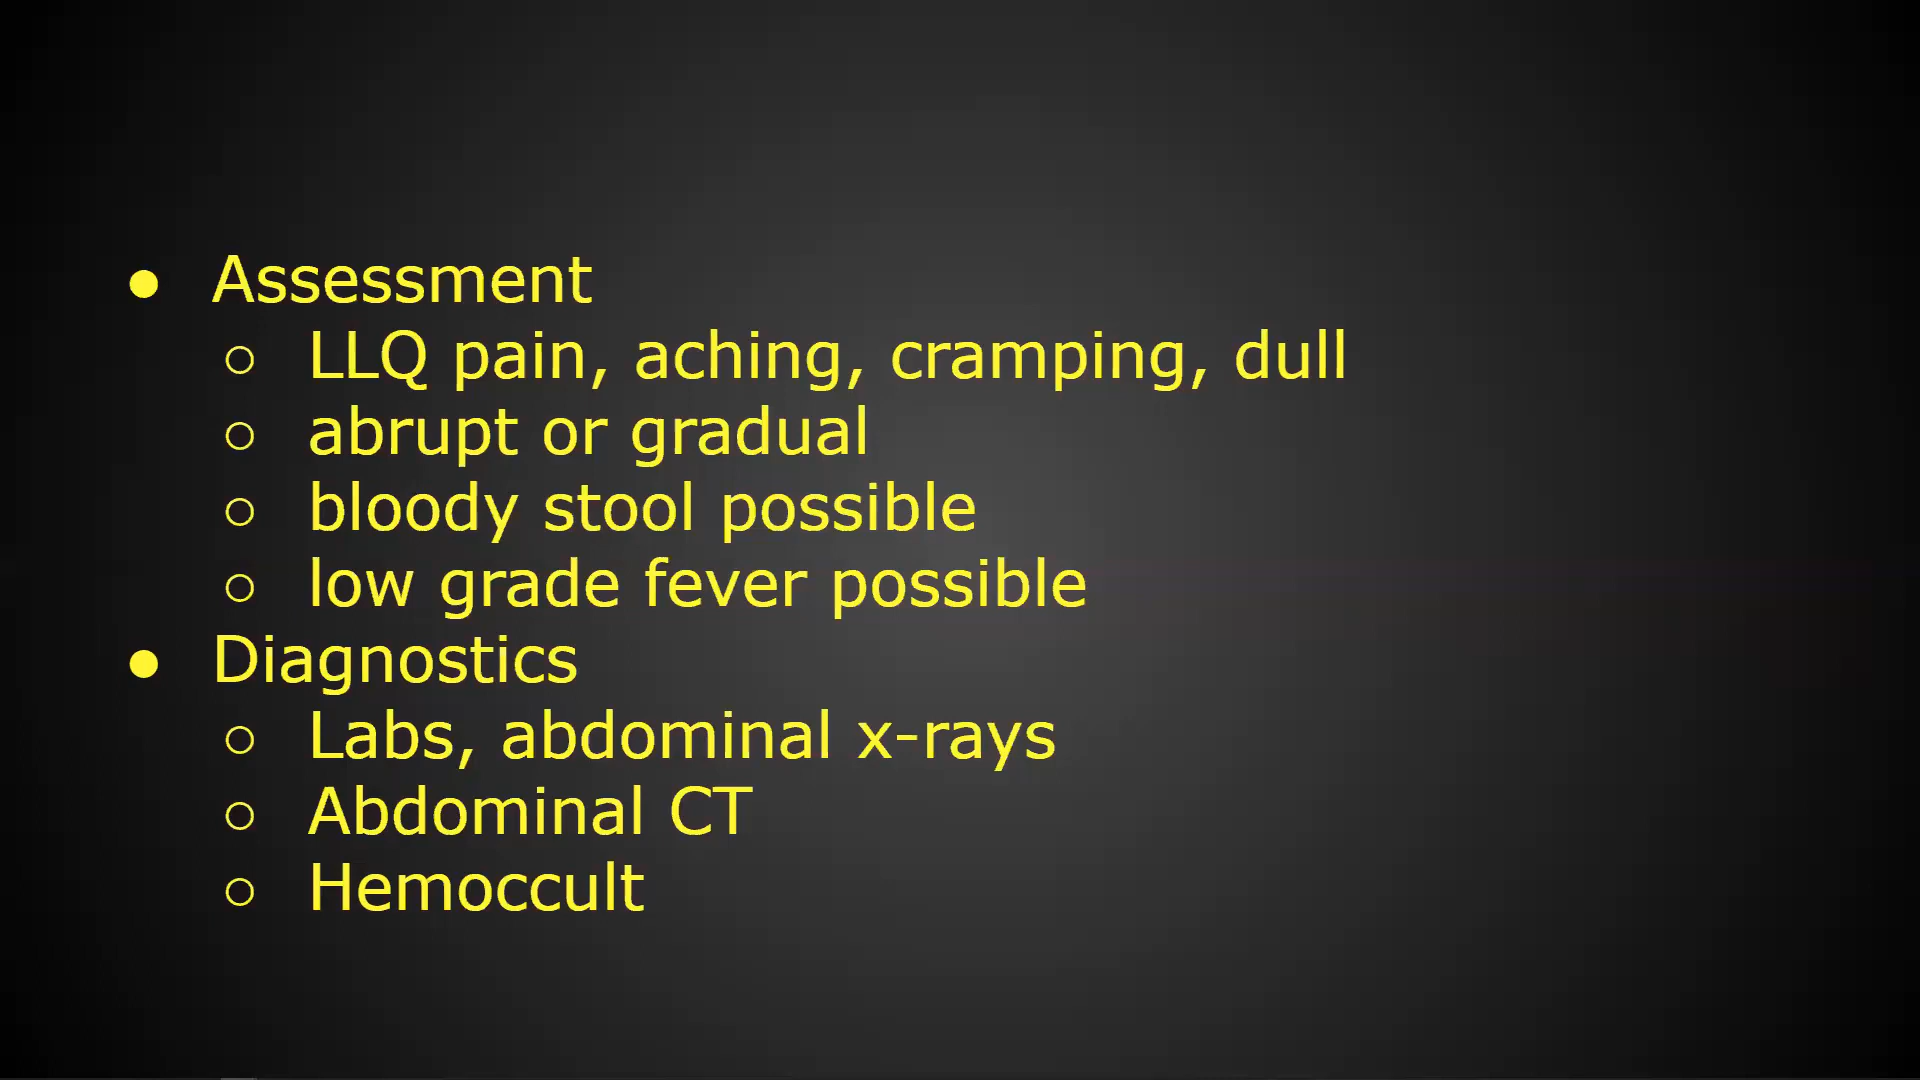 ● Assessment
○ LLQ pain, aching, cramping, dull
○ abrupt or gradual
○ bloody stool possible
○ low grade fever possible
● Diagnostics
○ Labs, abdominal x-rays
○ Abdominal CT
○ Hemoccult